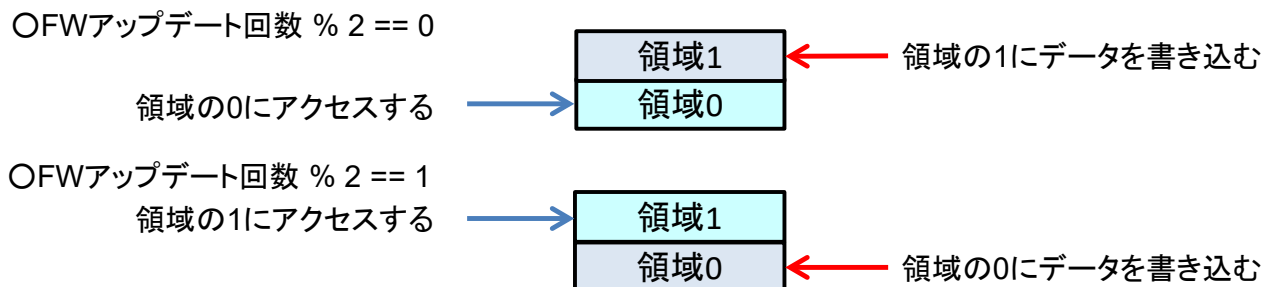 〇FWアップデート回数 % 2 == 0
領域1
領域の1にデータを書き込む
領域の0にアクセスする
領域0
〇FWアップデート回数 % 2 == 1
領域の1にアクセスする
領域1
領域0
領域の0にデータを書き込む